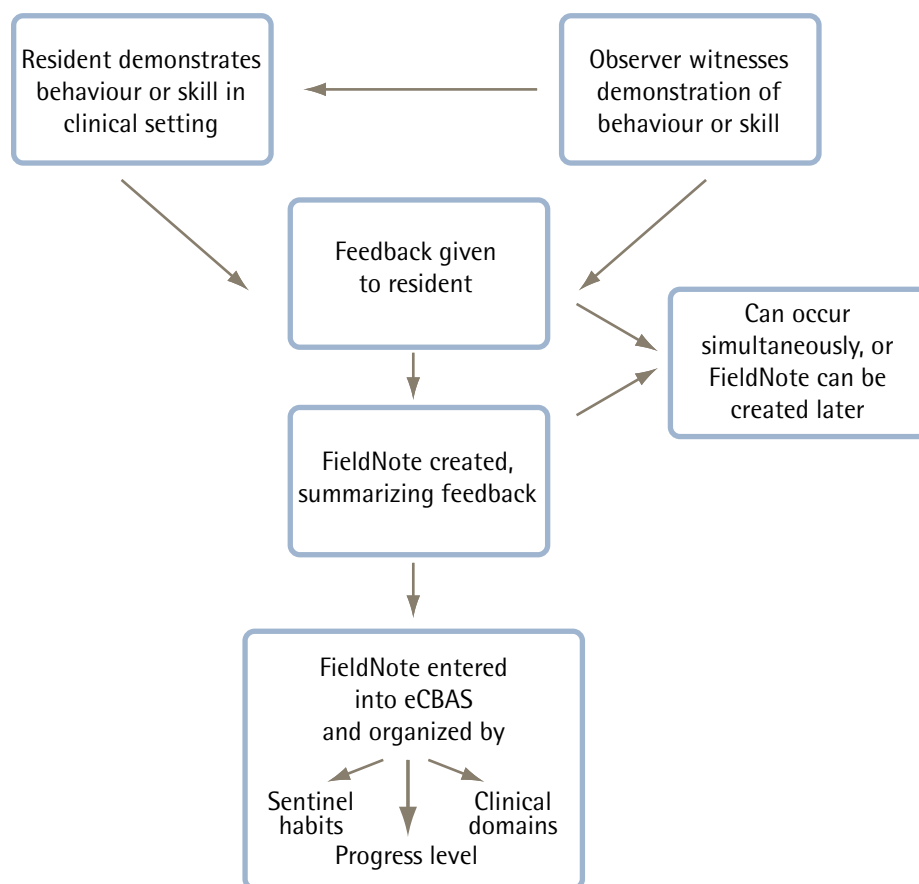 Resident demonstrates
behaviour or skill in
clinical setting
Observer witnesses
demonstration of
behaviour or skill
Feedback given
to resident
Can occur
simultaneously, or
FieldNote can be
created later
FieldNote created,
summarizing feedback
FieldNote entered
into eCBAS
and organized by
Sentinel
habits
Clinical
domains
Progress level